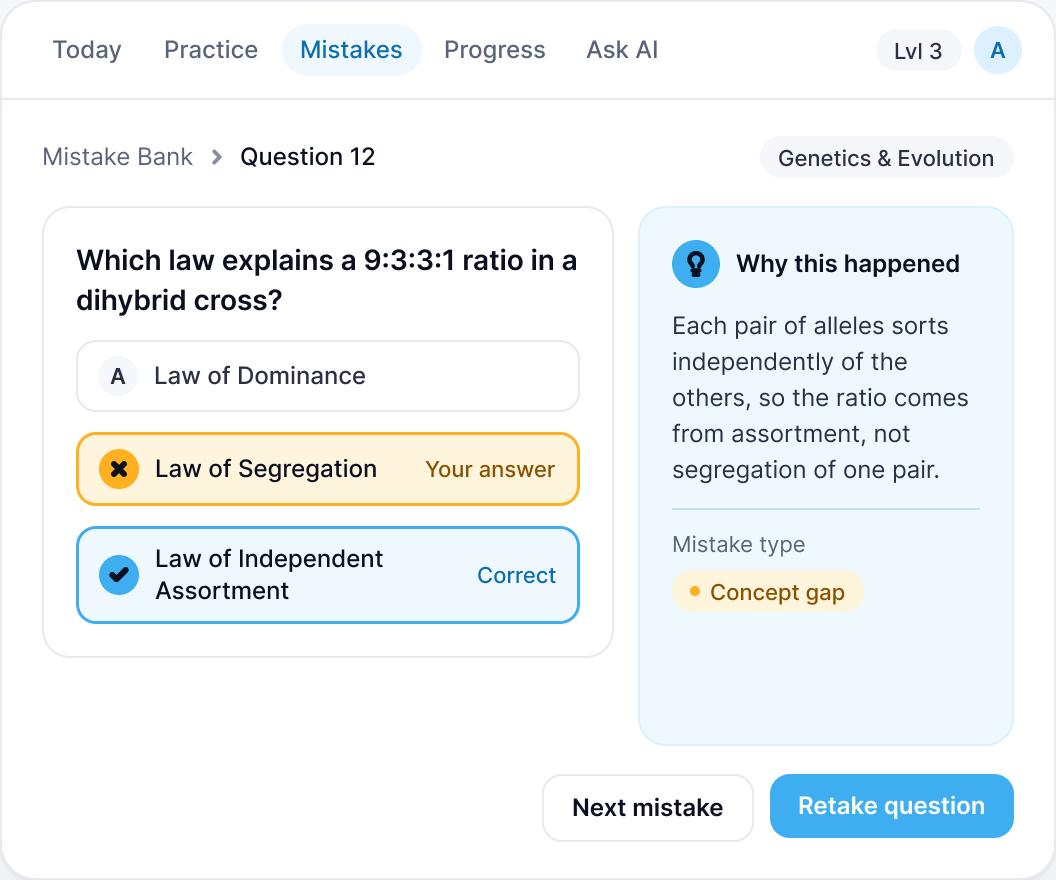 Today Practice Mistakes Progress Ask AI Lvl 3 A
Mistake Bank Question 12 Genetics & Evolution
Which law explains a 9:3:3:1 ratio in a
dihybrid cross?
A Law of Dominance
Law of Segregation Your answer
Law of Independent
Assortment
Correct
Why this happened
Each pair of alleles sorts
independently of the
others, so the ratio comes
from assortment, not
segregation of one pair.
Mistake type
Concept gap
Next mistake Retake question